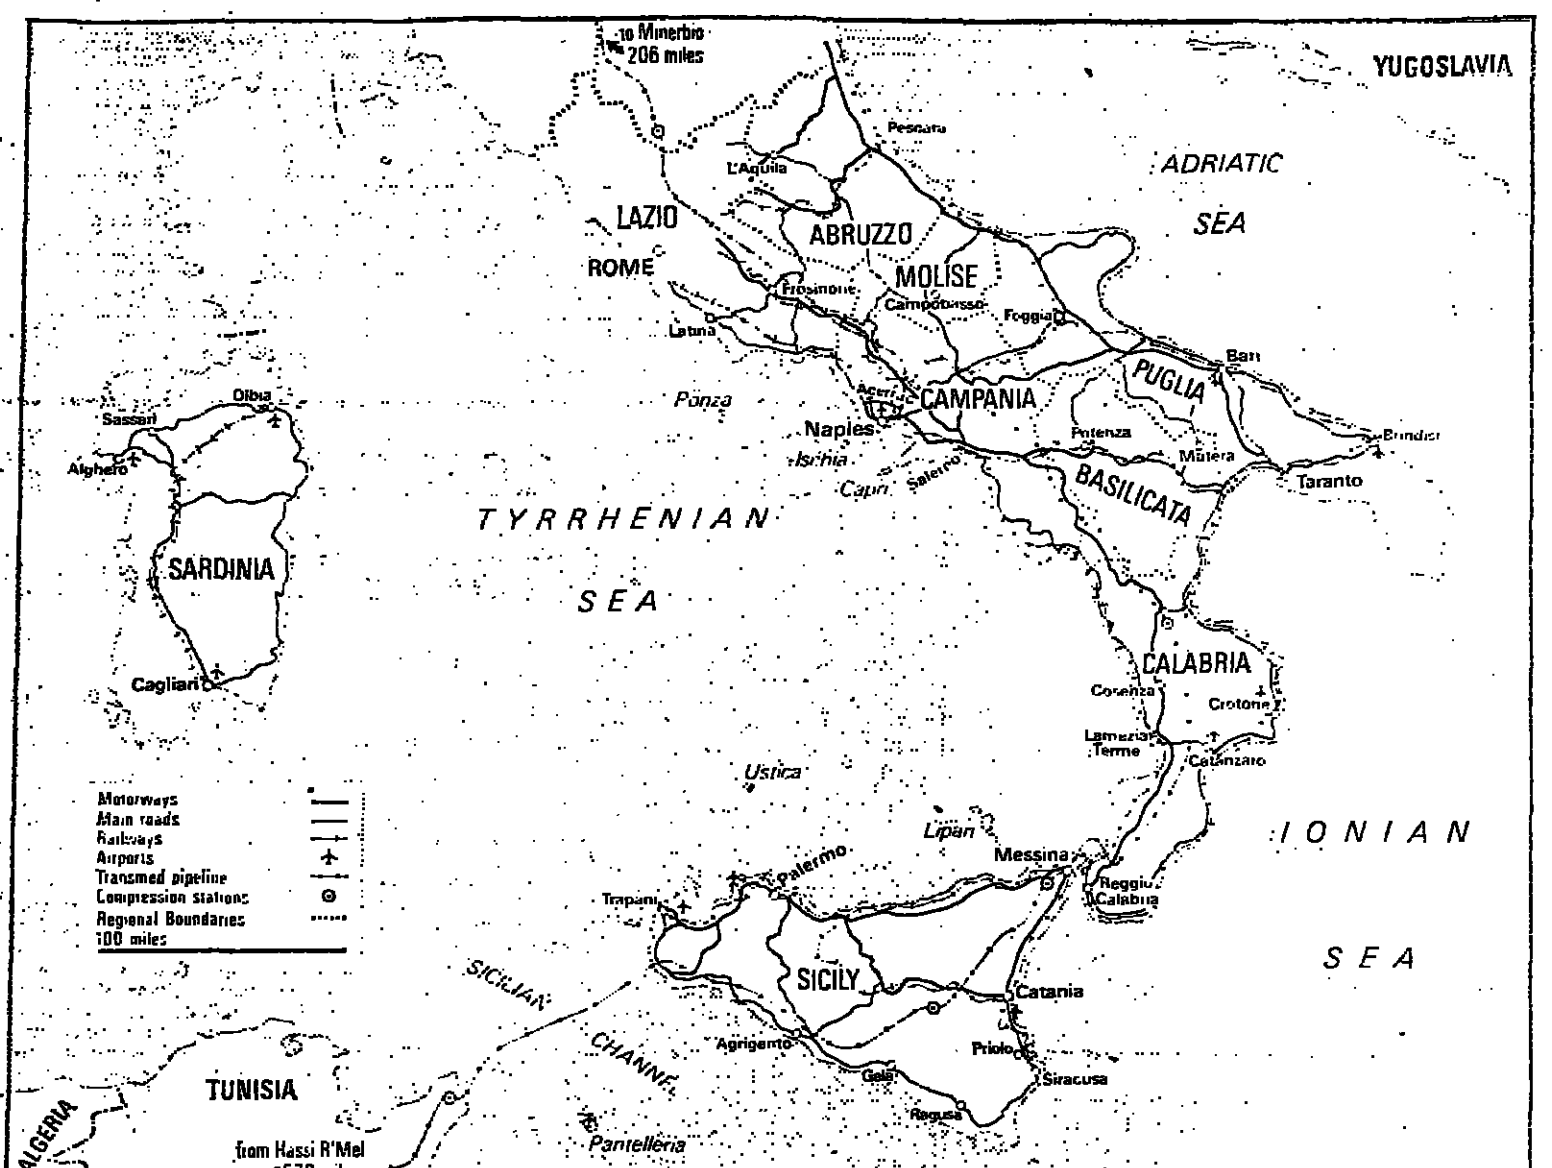 to Minerbio
206 miles
YUGOSLAVIA
Pescara
ADRIATIC
SEA
L'Aquila
LAZIO
ABRUZZO
ROME
MOLISE
Frosinone
Campobasso
Foggia
Latina
Bari
PUGLIA
Ponza
CAMPANIA
Naples
Potenza
Brindisi
Ischia
Matera
Capri
Salerno
Taranto
BASILICATA
Olbia
Sassari
Alghero
TYRRHENIAN
SEA
SARDINIA
Cagliari
CALABRIA
Cosenza
Crotone
Lamezia
Terme
Catanzaro
Ustica
Lipari
IONIAN
SEA
Messina
Reggio
Calabria
Palermo
Trapani
Motorways
Main roads
Railways
Airports
Transmed pipeline
Compression stations
Regional Boundaries
100 miles
SICILIAN
CHANNEL
SICILY
Catania
Agrigento
Priolo
Gela
Siracusa
Ragusa
TUNISIA
ALGERIA
Pantelleria
from Hassi R'Mel